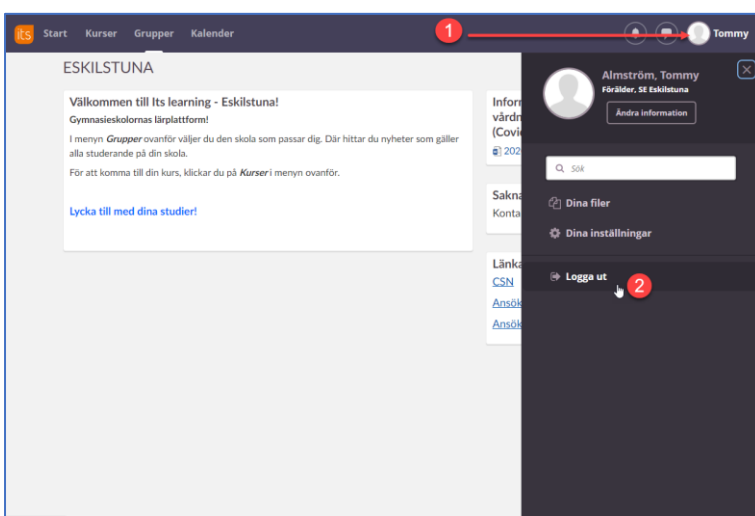 its Start Kurser Grupper Kalender 1 Tommy
ESKILSTUNA
Välkommen till Its learning - Eskilstuna!
Gymnasieskolornas lärplattform!
I menyn Grupper ovanför väljer du den skola som passar dig. Där hittar du nyheter som gäller
alla studerande på din skola.
För att komma till din kurs, klickar du på Kurser i menyn ovanför.
Lycka till med dina studier!
Inforr
vårdn
(Covi
202
Sakna
Konta
Länka
CSN
Ansök
Ansök
Almström, Tommy
Förälder, SE Eskilstuna
Ändra information
Sök
Dina filer
Dina inställningar
Logga ut
2